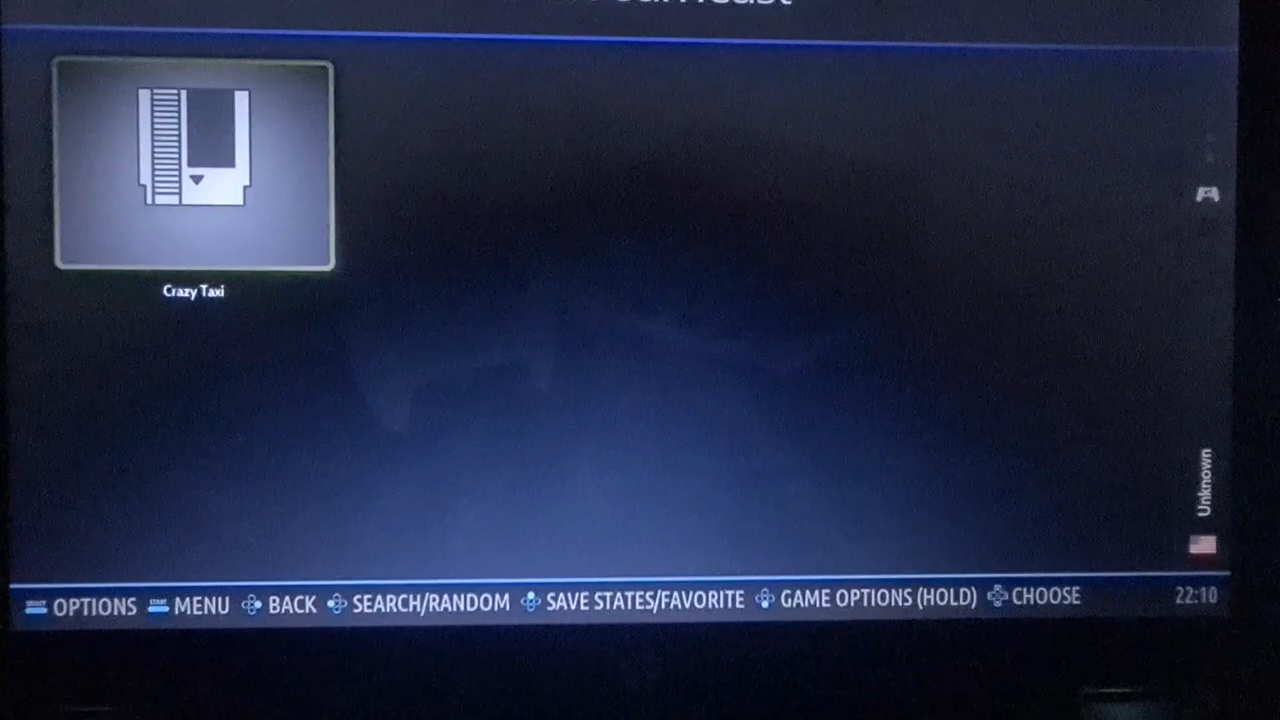 Crazy Taxi
Unknown
OPTIONS MENU BACK SEARCH/RANDOM SAVE STATES/FAVORITE GAME OPTIONS (HOLD) CHOOSE 22:10